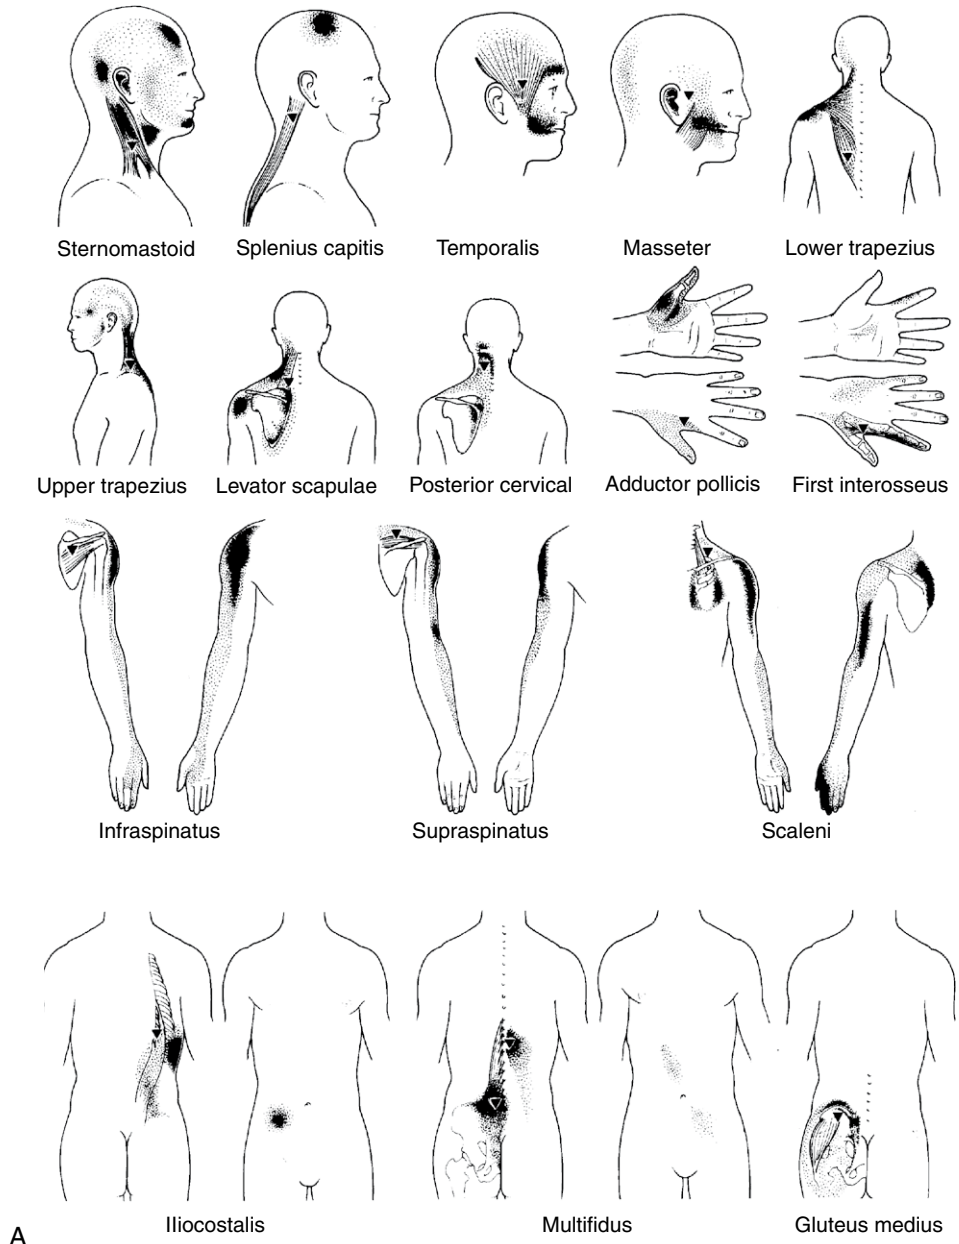 Sternomastoid
Splenius capitis
Temporalis
Masseter
Lower trapezius
Upper trapezius
Levator scapulae
Posterior cervical
Adductor pollicis
First interosseus
Infraspinatus
Supraspinatus
Scaleni
Iliocostalis
Multifidus
Gluteus medius
A